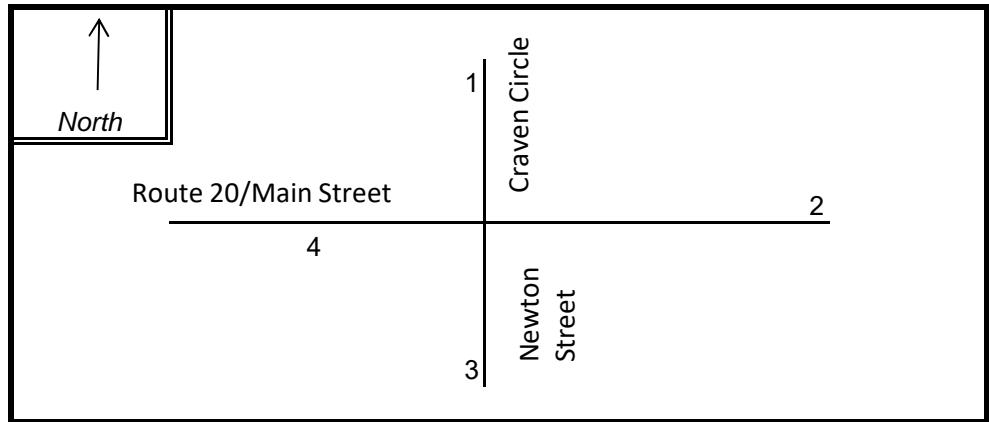 North
1
Craven Circle
Route 20/Main Street
2
4
Newton
Street
3